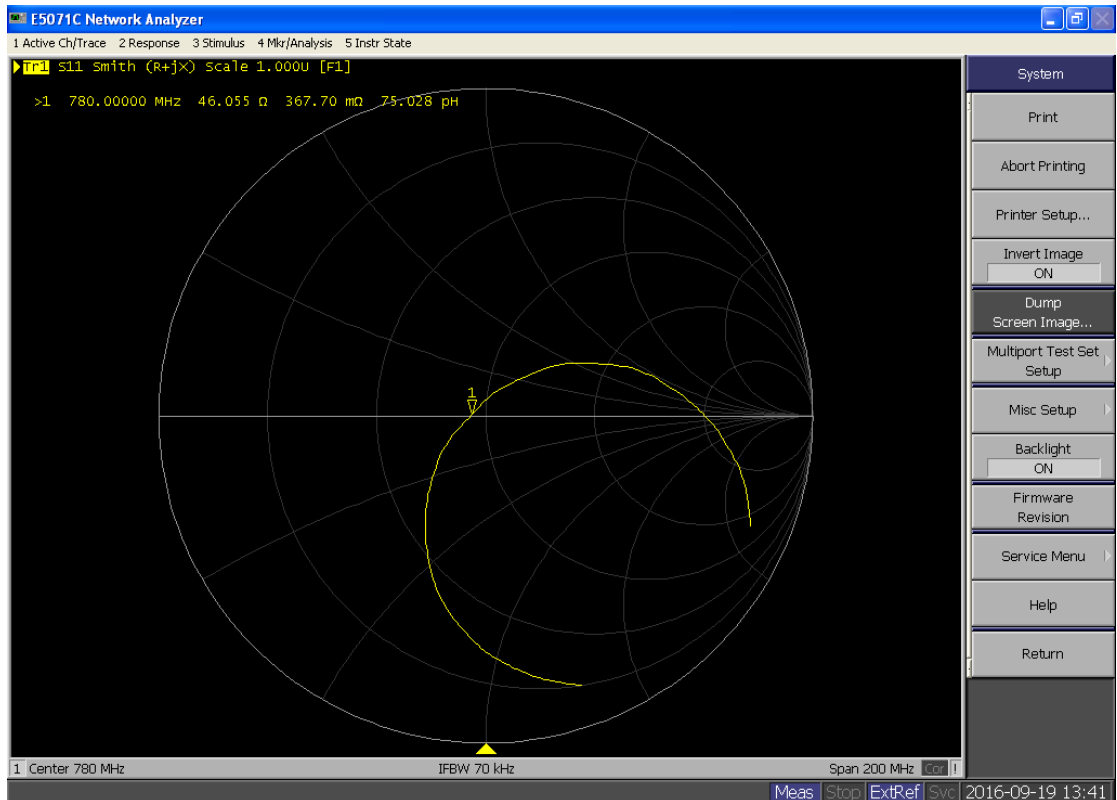 E5071C Network Analyzer
1 Active Ch/Trace 2 Response 3 Stimulus 4 Mkr/Analysis 5 Instr State
Tr1 S11 Smith (R+jX) Scale 1.000U [F1]
>1 780.00000 MHz 46.055 Ω 367.70 mΩ 75.028 pH
1
System
Print
Abort Printing
Printer Setup...
Invert Image
ON
Dump
Screen Image...
Multiport Test Set
Setup
Misc Setup
Backlight
ON
Firmware
Revision
Service Menu
Help
Return
1 Center 780 MHz IFBW 70 kHz Span 200 MHz Cor !
Meas Stop ExtRef Svc 2016-09-19 13:41